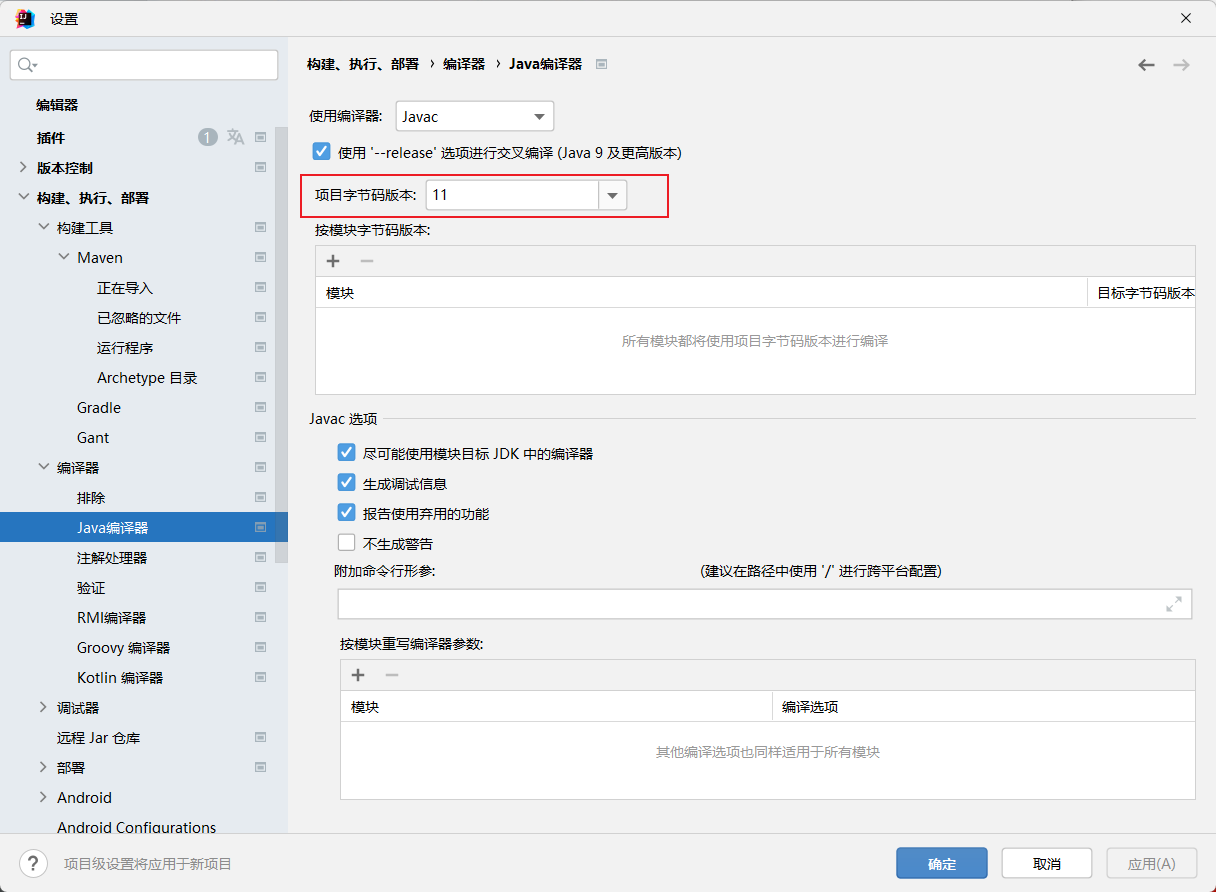 设置
编辑器
插件
1
版本控制
构建、执行、部署
构建工具
Maven
正在导入
已忽略的文件
运行程序
Archetype 目录
Gradle
Gant
编译器
排除
Java编译器
注解处理器
验证
RMI编译器
Groovy 编译器
Kotlin 编译器
调试器
远程 Jar 仓库
部署
Android
Android Configurations
构建、执行、部署 › 编译器 › Java编译器
使用编译器: Javac
使用 '--release' 选项进行交叉编译 (Java 9 及更高版本)
项目字节码版本: 11
按模块字节码版本:
模块 目标字节码版本
所有模块都将使用项目字节码版本进行编译
Javac 选项
尽可能使用模块目标 JDK 中的编译器
生成调试信息
报告使用弃用的功能
不生成警告
附加命令行形参: (建议在路径中使用 '/' 进行跨平台配置)
按模块重写编译器参数:
模块 编译选项
其他编译选项也同样适用于所有模块
? 项目级设置将应用于新项目
确定 取消 应用(A)